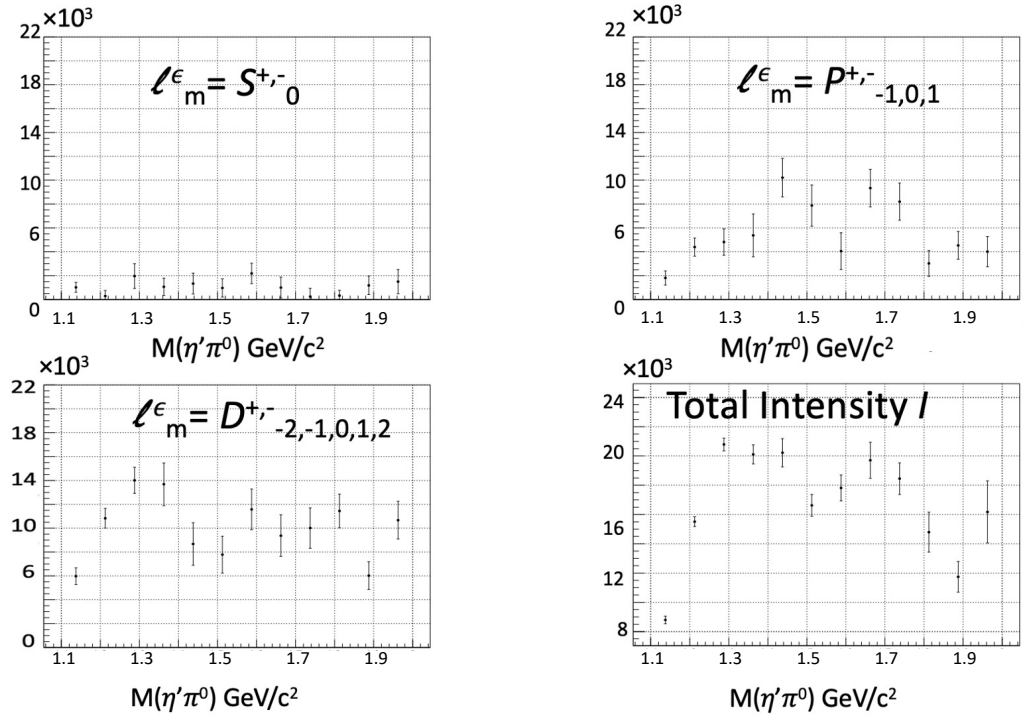 ×10³
22
18
14
10
6
0
ℓ^ϵ_m = S^+,-_0
1.1 1.3 1.5 1.7 1.9
M(η′π⁰) GeV/c²
×10³
22
18
14
10
6
0
ℓ^ϵ_m = P^+,-_-1,0,1
1.1 1.3 1.5 1.7 1.9
M(η′π⁰) GeV/c²
×10³
22
18
14
10
6
0
ℓ^ϵ_m = D^+,-_-2,-1,0,1,2
1.1 1.3 1.5 1.7 1.9
M(η′π⁰) GeV/c²
×10³
24
20
16
12
8
Total Intensity I
1.1 1.3 1.5 1.7 1.9
M(η′π⁰) GeV/c²